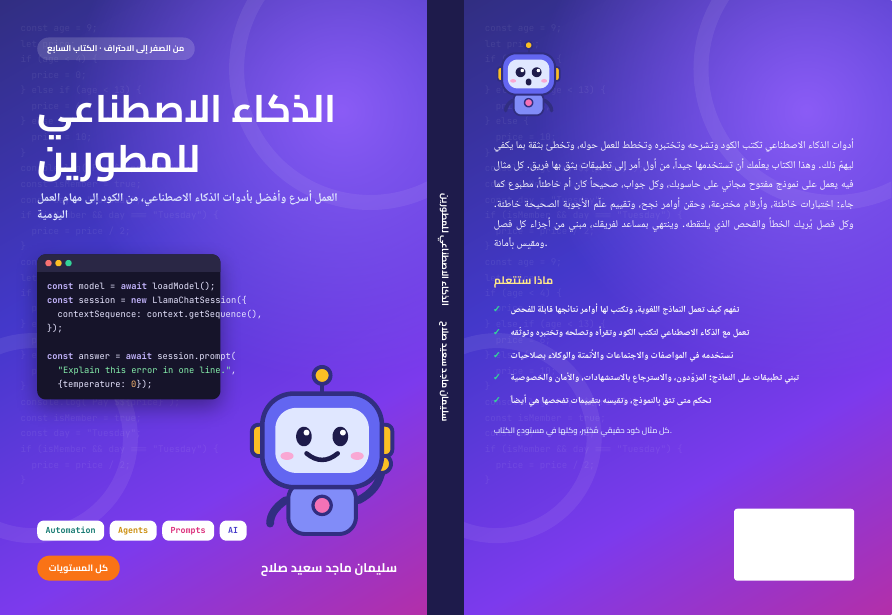 من الصفر إلى الاحتراف · الكتاب السابع
الذكاء الاصطناعي
للمطورين
العمل أسرع وأفضل بأدوات الذكاء الاصطناعي، من الكود إلى مهام العمل
اليومية
const model = await loadModel();
const session = new LlamaChatSession({
contextSequence: context.getSequence(),
});
const answer = await session.prompt(
"Explain this error in one line.",
{temperature: 0});
Automation Agents Prompts AI
كل المستويات
سليمان ماجد سعيد صلاح
الذكاء الاصطناعي للمطورين
سليمان ماجد سعيد صلاح
أدوات الذكاء الاصطناعي تكتب الكود وتشرحه وتختبره وتخطط للعمل حوله، وتخطئ بثقة بما يكفي
ليهمّ ذلك. وهذا الكتاب يعلّمك أن تستخدمها جيداً، من أول أمر إلى تطبيقات يثق بها فريق. كل مثال
فيه يعمل على نموذج مفتوح مجاني على حاسوبك، وكل جواب، صحيحاً كان أم خاطئاً، مطبوع كما
جاء: اختبارات خاطئة، وأرقام مخترعة، وحقن أوامر نجح، وتقييم علّم الأجوبة الصحيحة خاطئة.
وكل فصل يُريك الخطأ والفحص الذي يلتقطه. وينتهي بمساعد لفريقك، مبني من أجزاء كل فصل
ومقيس بأمانة.
ماذا ستتعلم
✓ تفهم كيف تعمل النماذج اللغوية، وتكتب لها أوامر نتائجها قابلة للفحص
✓ تعمل مع الذكاء الاصطناعي لتكتب الكود وتقرأه وتصلحه وتختبره وتوثّقه
✓ تستخدمه في المواصفات والاجتماعات والأتمتة والوكلاء بصلاحيات
✓ تبني تطبيقات على النماذج: المزوّدون، والاسترجاع بالاستشهادات، والأمان والخصوصية
✓ تحكم متى تثق بالنموذج، وتقيسه بتقييمات تفحصها هي أيضاً
كل مثال كود حقيقي مُختبر، وكلها في مستودع الكتاب.